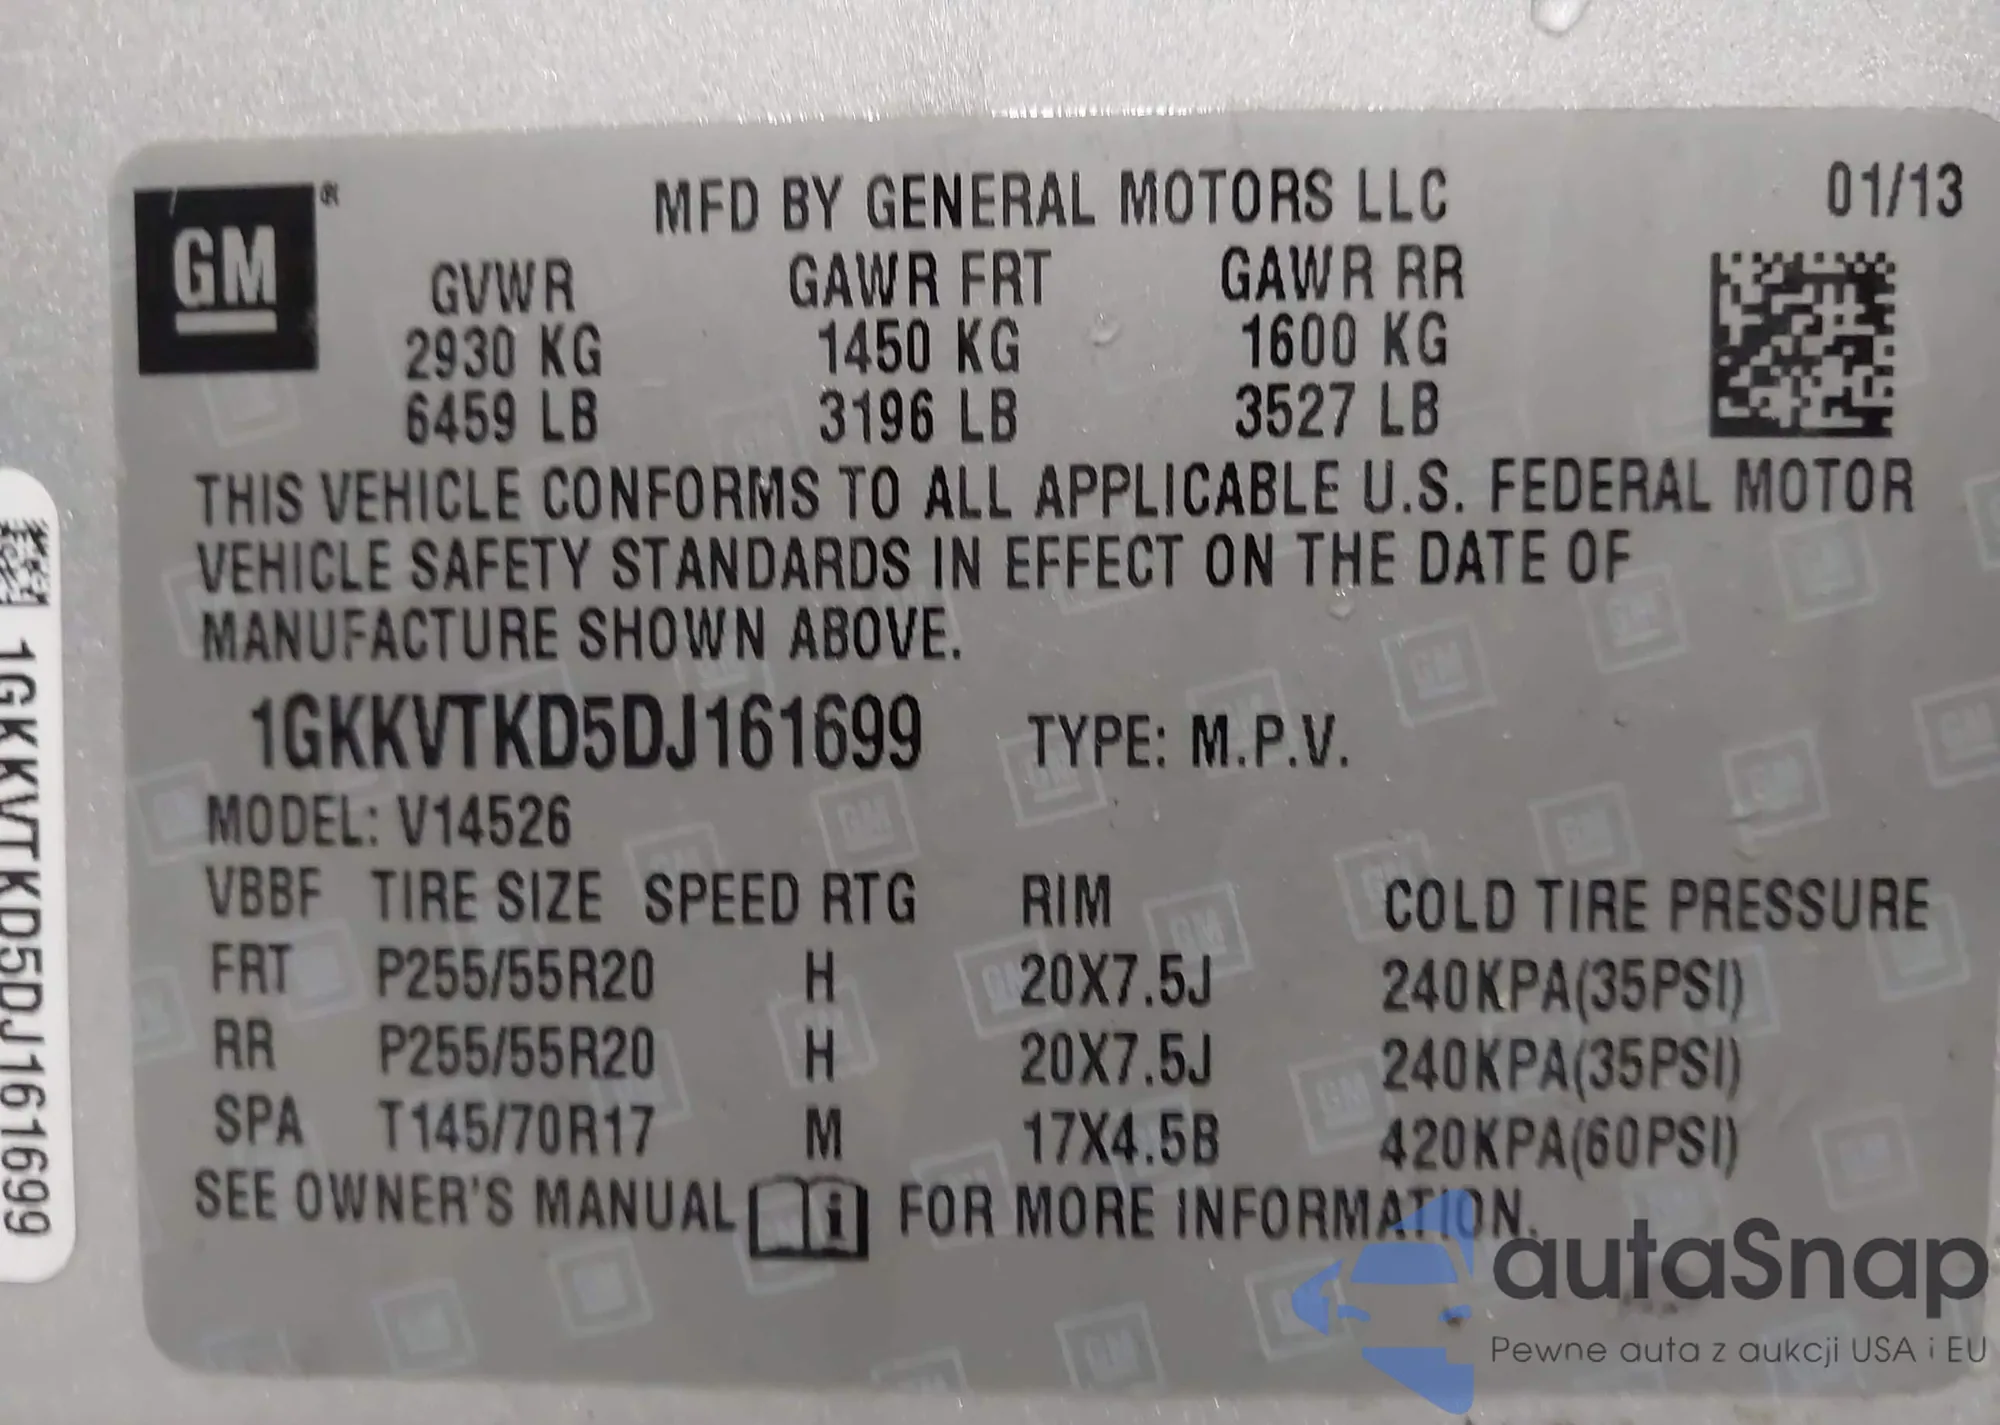 GM ®
MFD BY GENERAL MOTORS LLC 01/13
GVWR GAWR FRT GAWR RR
2930 KG 1450 KG 1600 KG
6459 LB 3196 LB 3527 LB
THIS VEHICLE CONFORMS TO ALL APPLICABLE U.S. FEDERAL MOTOR
VEHICLE SAFETY STANDARDS IN EFFECT ON THE DATE OF
MANUFACTURE SHOWN ABOVE.
1GKKVTKD5DJ161699 TYPE: M.P.V.
MODEL: V14526
VBBF TIRE SIZE SPEED RTG RIM COLD TIRE PRESSURE
FRT P255/55R20 H 20X7.5J 240KPA(35PSI)
RR P255/55R20 H 20X7.5J 240KPA(35PSI)
SPA T145/70R17 M 17X4.5B 420KPA(60PSI)
SEE OWNER'S MANUAL i FOR MORE INFORMATION.
1GKKVTKD5DJ161699
autaSnap
Pewne auta z aukcji USA i EU